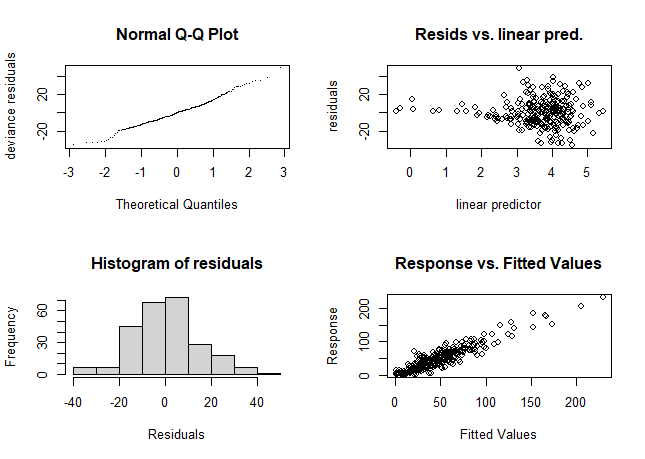 Normal Q-Q Plot
deviance residuals
-20 20
-3 -2 -1 0 1 2 3
Theoretical Quantiles
Resids vs. linear pred.
residuals
-20 20
0 1 2 3 4 5
linear predictor
Histogram of residuals
Frequency
0 60
-40 -20 0 20 40
Residuals
Response vs. Fitted Values
Response
0 100 200
0 50 100 150 200
Fitted Values